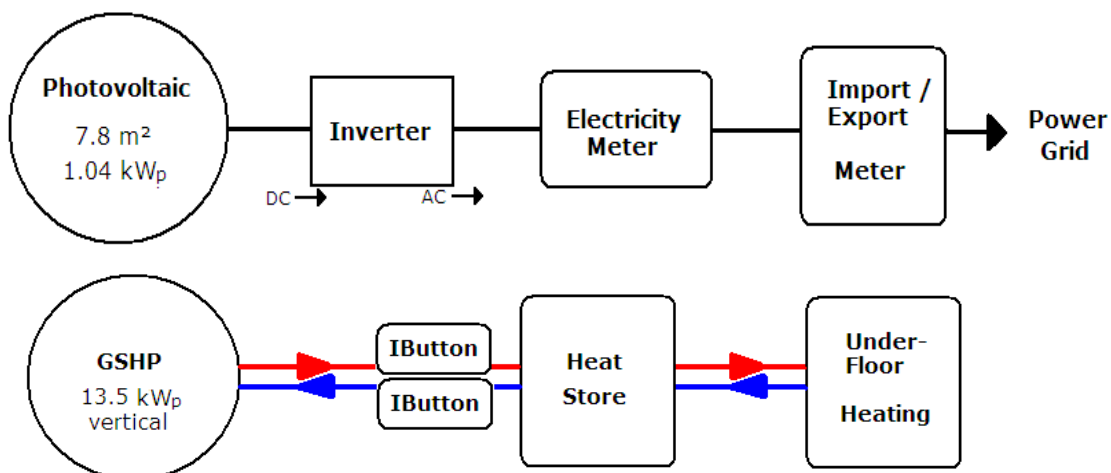 Photovoltaic
7.8 m²
1.04 kWp
Inverter
DC
AC
Electricity
Meter
Import /
Export
Meter
Power
Grid
GSHP
13.5 kWp
vertical
IButton
IButton
Heat
Store
Under-
Floor
Heating